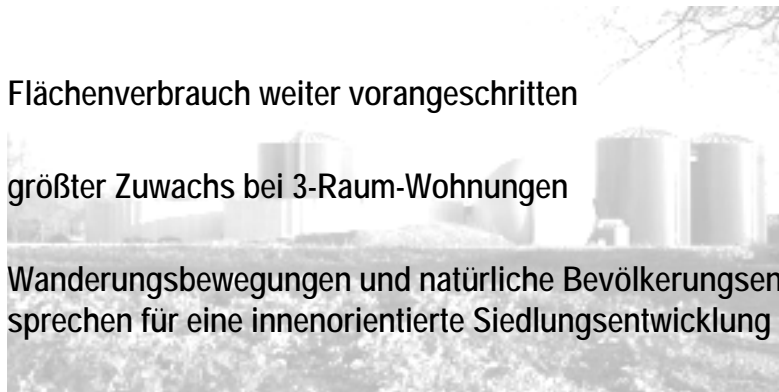 Flächenverbrauch weiter vorangeschritten
größter Zuwachs bei 3-Raum-Wohnungen
Wanderungsbewegungen und natürliche Bevölkerungsen
sprechen für eine innenorientierte Siedlungsentwicklung